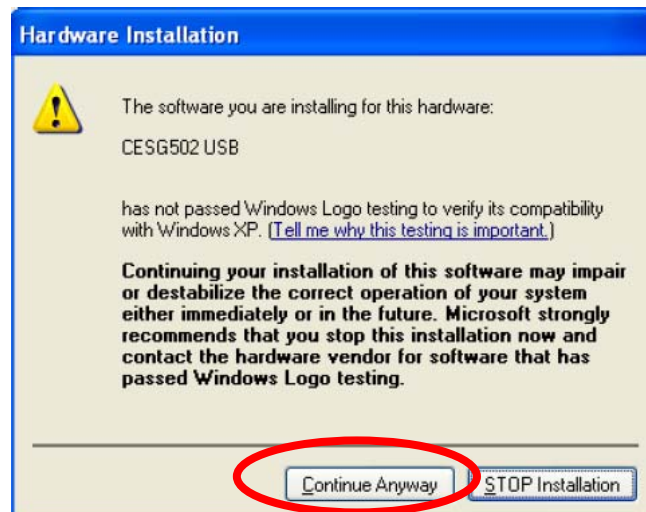 Hardware Installation
The software you are installing for this hardware:
CESG502 USB
has not passed Windows Logo testing to verify its compatibility
with Windows XP. (Tell me why this testing is important.)
Continuing your installation of this software may impair
or destabilize the correct operation of your system
either immediately or in the future. Microsoft strongly
recommends that you stop this installation now and
contact the hardware vendor for software that has
passed Windows Logo testing.
Continue Anyway STOP Installation